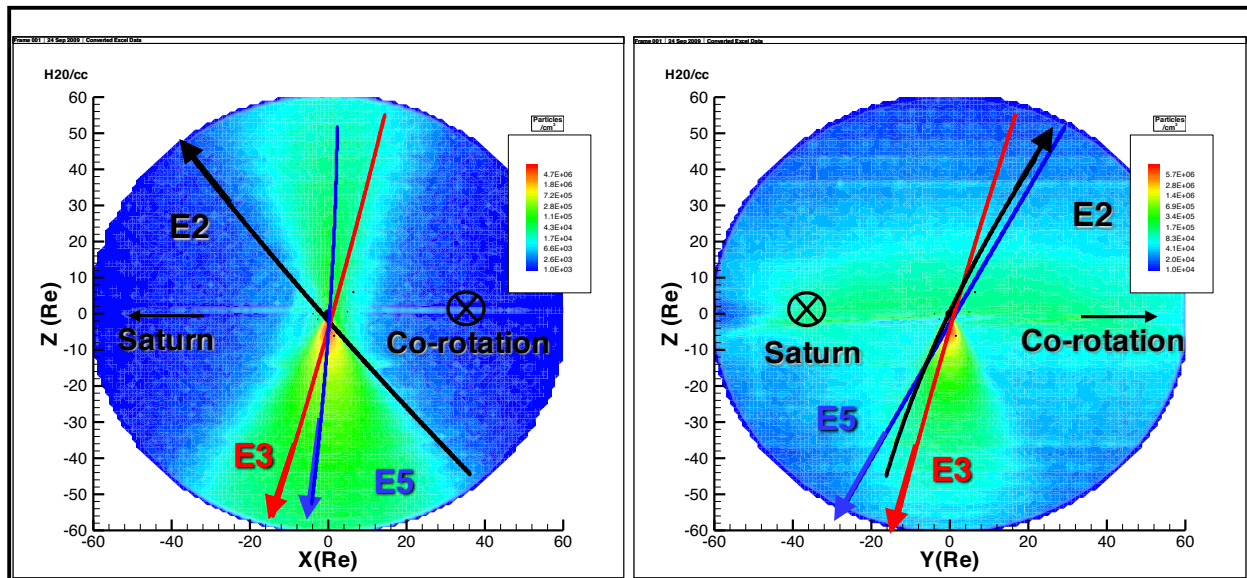 Frame 001 | 24 Sep 2009 | Converted Excel Data
H20/cc
Particles
/cm³
4.7E+06
1.8E+06
7.2E+05
2.8E+05
1.1E+05
4.3E+04
1.7E+04
6.6E+03
2.6E+03
1.0E+03
60
50
40
30
20
10
0
-10
-20
-30
-40
-50
-60
Z (Re)
E2
Saturn
Co-rotation
E3
E5
-60 -40 -20 0 20 40 60
X(Re)
Frame 001 | 24 Sep 2009 | Converted Excel Data
H20/cc
Particles
/cm³
5.7E+06
2.8E+06
1.4E+06
6.9E+05
3.4E+05
1.7E+05
8.3E+04
4.1E+04
2.0E+04
1.0E+04
60
50
40
30
20
10
0
-10
-20
-30
-40
-50
-60
Z (Re)
E2
Saturn
Co-rotation
E5
E3
-60 -40 -20 0 20 40 60
Y(Re)